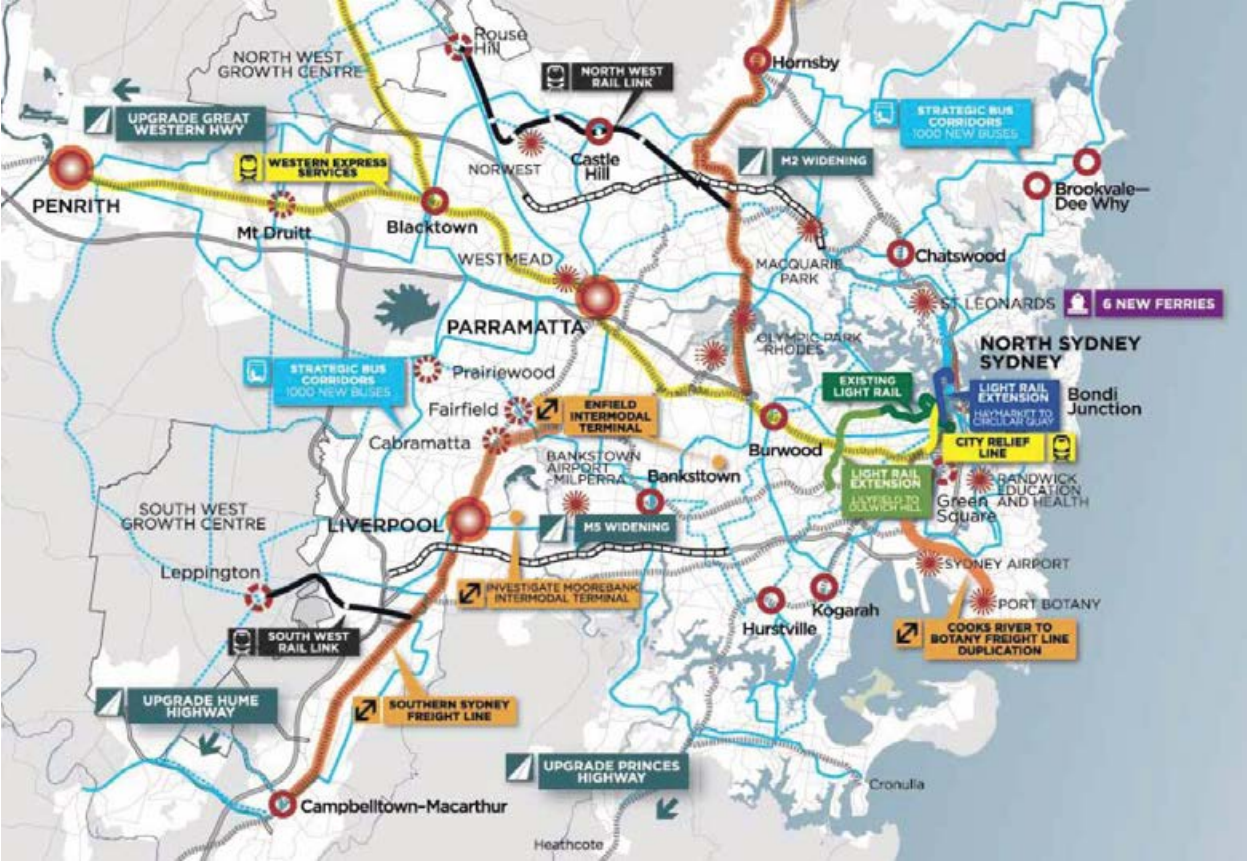 Rouse
Hill
NORTH WEST
GROWTH CENTRE
NORTH WEST
RAIL LINK
Hornsby
UPGRADE GREAT
WESTERN HWY
STRATEGIC BUS
CORRIDORS
1000 NEW BUSES
WESTERN EXPRESS
SERVICES
NORWEST
Castle
Hill
M2 WIDENING
PENRITH
Mt Druitt
Blacktown
Brookvale—
Dee Why
WESTMEAD
MACQUARIE
PARK
Chatswood
ST LEONARDS
6 NEW FERRIES
PARRAMATTA
OLYMPIC PARK
-RHODES
NORTH SYDNEY
SYDNEY
STRATEGIC BUS
CORRIDORS
1000 NEW BUSES
Prairiewood
EXISTING
LIGHT RAIL
LIGHT RAIL
EXTENSION
HAYMARKET TO
CIRCULAR QUAY
Bondi
Junction
Fairfield
ENFIELD
INTERMODAL
TERMINAL
Cabramatta
Burwood
CITY RELIEF
LINE
BANKSTOWN
AIRPORT
-MILPERRA
Banksttown
LIGHT RAIL
EXTENSION
LILYFIELD TO
DULWICH HILL
RANDWICK
EDUCATION
AND HEALTH
Green
Square
SOUTH WEST
GROWTH CENTRE
LIVERPOOL
M5 WIDENING
Leppington
INVESTIGATE MOOREBANK
INTERMODAL TERMINAL
SYDNEY AIRPORT
PORT BOTANY
Hurstville
Kogarah
SOUTH WEST
RAIL LINK
COOKS RIVER TO
BOTANY FREIGHT LINE
DUPLICATION
UPGRADE HUME
HIGHWAY
SOUTHERN SYDNEY
FREIGHT LINE
UPGRADE PRINCES
HIGHWAY
Cronulla
Campbelltown–Macarthur
Heathcote